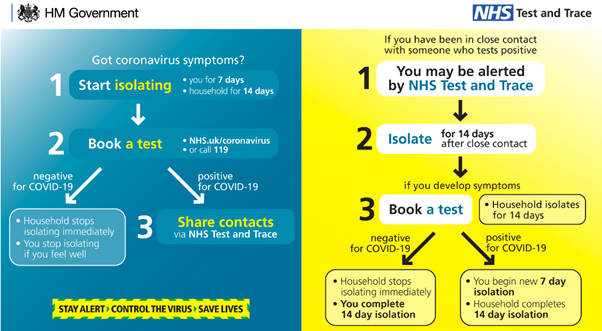 HM Government
NHS Test and Trace
Got coronavirus symptoms?
1 Start isolating
• you for 7 days
• household for 14 days
2 Book a test
• NHS.uk/coronavirus
• or call 119
negative
for COVID-19
positive
for COVID-19
• Household stops
isolating immediately
• You stop isolating
if you feel well
3 Share contacts
via NHS Test and Trace
STAY ALERT CONTROL THE VIRUS SAVE LIVES
If you have been in close contact
with someone who tests positive
1 You may be alerted
by NHS Test and Trace
2 Isolate for 14 days
after close contact
if you develop symptoms
3 Book a test
• Household isolates
for 14 days
negative
for COVID-19
positive
for COVID-19
• Household stops
isolating immediately
• You complete
14 day isolation
• You begin new 7 day
isolation
• Household completes
14 day isolation